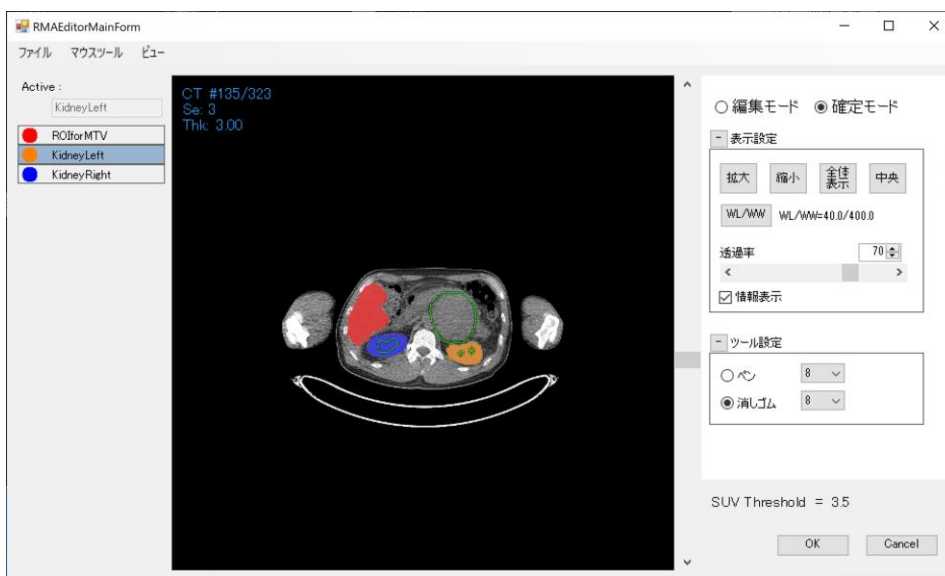 RMAEditorMainForm
ファイル マウスツール ビュー
Active :
KidneyLeft
ROIforMTV
KidneyLeft
KidneyRight
CT #135/323
Se: 3
Thk: 3.00
編集モード 確定モード
表示設定
拡大 縮小 全体表示 中央
WL/WW WL/WW=40.0/400.0
透過率 70
情報表示
ツール設定
ペン 8
消しゴム 8
SUV Threshold = 3.5
OK Cancel